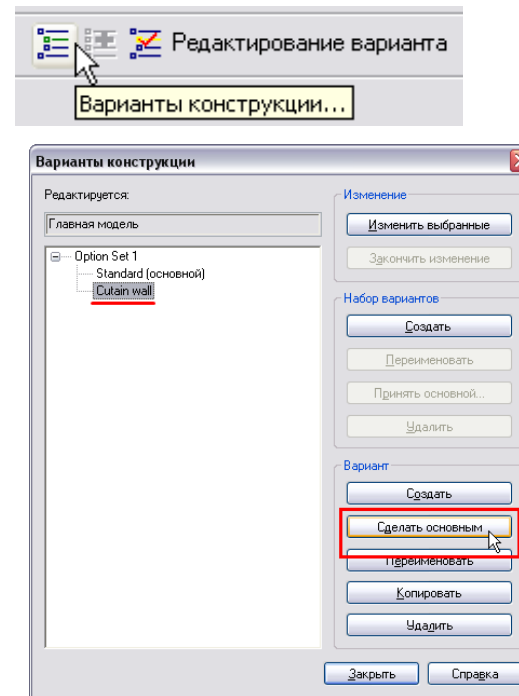 Редактирование варианта
Варианты конструкции...
Варианты конструкции
Редактируется:
Главная модель
Option Set 1
Standard (основной)
Cutain wall
Изменение
Изменить выбранные
Закончить изменение
Набор вариантов
Создать
Переименовать
Принять основной...
Удалить
Вариант
Создать
Сделать основным
Переименовать
Копировать
Удалить
Закрыть
Справка